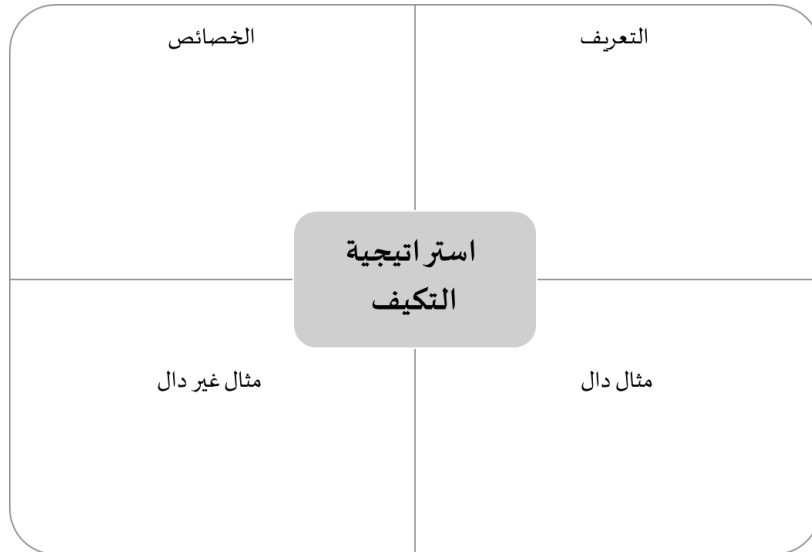 التعريف
الخصائص
استراتيجية
التكيف
مثال دال
مثال غير دال